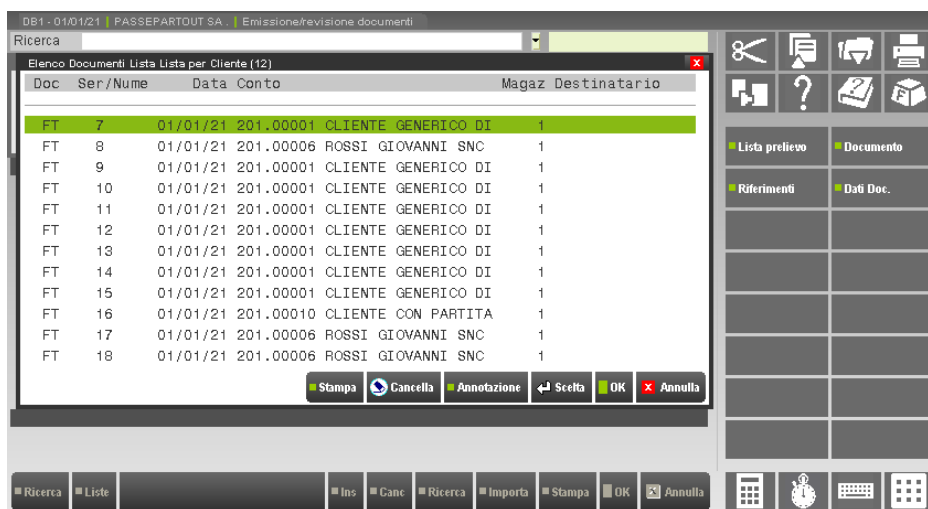 DB1 - 01/01/21 | PASSEPARTOUT SA . | Emissione/revisione documenti
Ricerca
Elenco Documenti Lista Lista per Cliente (12)
Doc Ser/Nume Data Conto Magaz Destinatario
FT 7 01/01/21 201.00001 CLIENTE GENERICO DI 1
FT 8 01/01/21 201.00006 ROSSI GIOVANNI SNC 1
FT 9 01/01/21 201.00001 CLIENTE GENERICO DI 1
FT 10 01/01/21 201.00001 CLIENTE GENERICO DI 1
FT 11 01/01/21 201.00001 CLIENTE GENERICO DI 1
FT 12 01/01/21 201.00001 CLIENTE GENERICO DI 1
FT 13 01/01/21 201.00001 CLIENTE GENERICO DI 1
FT 14 01/01/21 201.00001 CLIENTE GENERICO DI 1
FT 15 01/01/21 201.00001 CLIENTE GENERICO DI 1
FT 16 01/01/21 201.00010 CLIENTE CON PARTITA 1
FT 17 01/01/21 201.00006 ROSSI GIOVANNI SNC 1
FT 18 01/01/21 201.00006 ROSSI GIOVANNI SNC 1
Stampa Cancella Annotazione Scelta OK Annulla
Lista prelievo Documento
Riferimenti Dati Doc.
Ricerca Liste Ins Canc Ricerca Importa Stampa OK Annulla